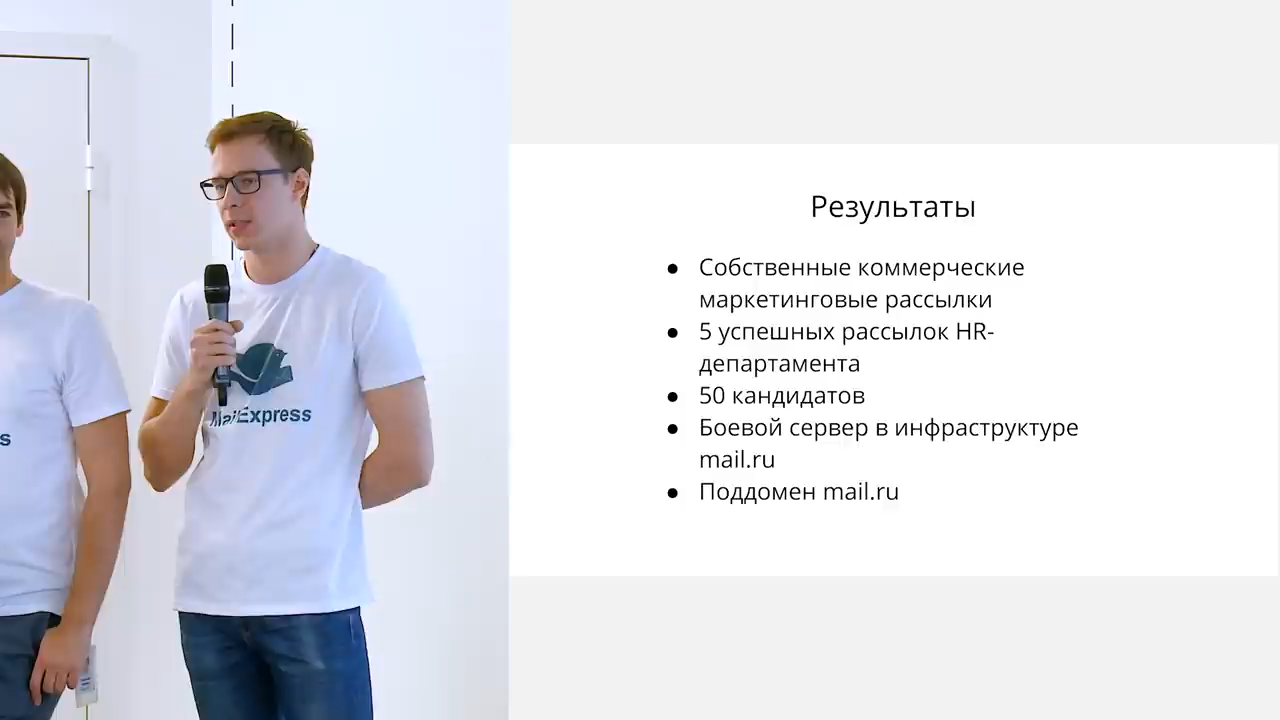 MailExpress
s
Результаты
● Собственные коммерческие
маркетинговые рассылки
● 5 успешных рассылок HR-
департамента
● 50 кандидатов
● Боевой сервер в инфраструктуре
mail.ru
● Поддомен mail.ru